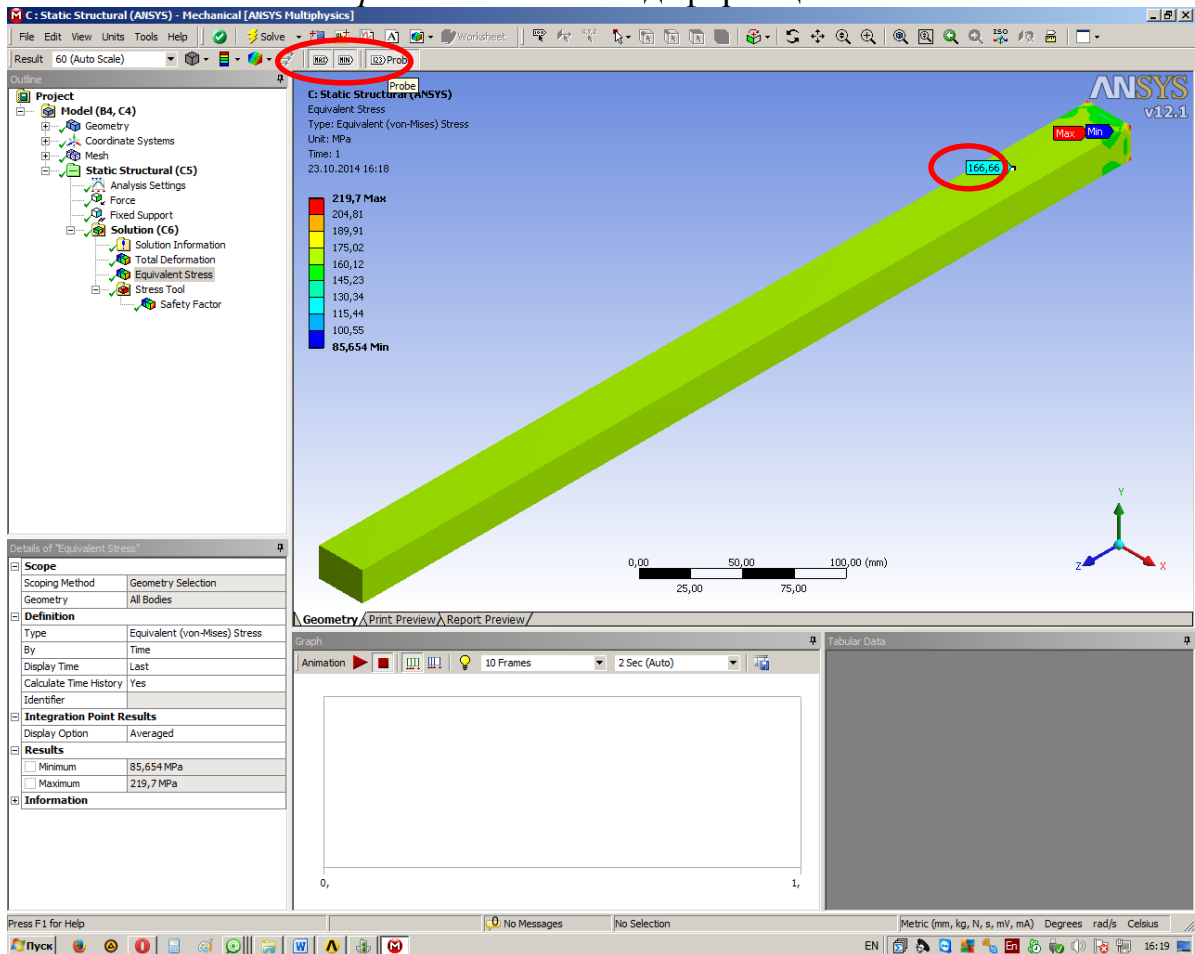 C : Static Structural (ANSYS) - Mechanical [ANSYS Multiphysics]
File Edit View Units Tools Help Solve Worksheet
Result 60 (Auto Scale) MAX MIN Prob
Probe
Outline
Project
Model (B4, C4)
Geometry
Coordinate Systems
Mesh
Static Structural (C5)
Analysis Settings
Force
Fixed Support
Solution (C6)
Solution Information
Total Deformation
Equivalent Stress
Stress Tool
Safety Factor
C: Static Structural (ANSYS)
Equivalent Stress
Type: Equivalent (von-Mises) Stress
Unit: MPa
Time: 1
23.10.2014 16:18
219,7 Max
204,81
189,91
175,02
160,12
145,23
130,34
115,44
100,55
85,654 Min
ANSYS
v12.1
Max Min
166,66
0,00 50,00 100,00 (mm)
25,00 75,00
Y
Z X
Geometry Print Preview Report Preview
Details of "Equivalent Stress"
Scope
Scoping Method Geometry Selection
Geometry All Bodies
Definition
Type Equivalent (von-Mises) Stress
By Time
Display Time Last
Calculate Time History Yes
Identifier
Integration Point Results
Display Option Averaged
Results
Minimum 85,654 MPa
Maximum 219,7 MPa
Information
Graph
Animation 10 Frames 2 Sec (Auto)
0, 1,
Tabular Data
Press F1 for Help No Messages No Selection Metric (mm, kg, N, s, mV, mA) Degrees rad/s Celsius
Пуск EN 16:19